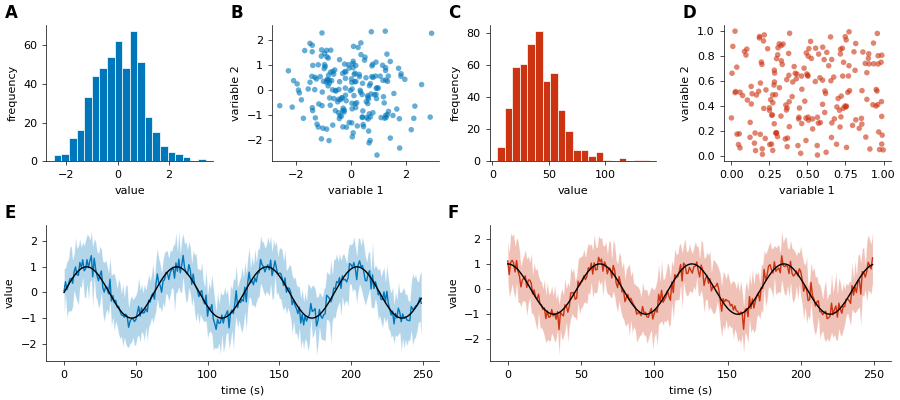 A
frequency
60
40
20
0
−2 0 2
value
B
variable 2
2
1
0
−1
−2
−2 0 2
variable 1
C
frequency
80
60
40
20
0
0 50 100
value
D
variable 2
1.0
0.8
0.6
0.4
0.2
0.0
0.00 0.25 0.50 0.75 1.00
variable 1
E
value
2
1
0
−1
−2
0 50 100 150 200 250
time (s)
F
value
2
1
0
−1
−2
0 50 100 150 200 250
time (s)